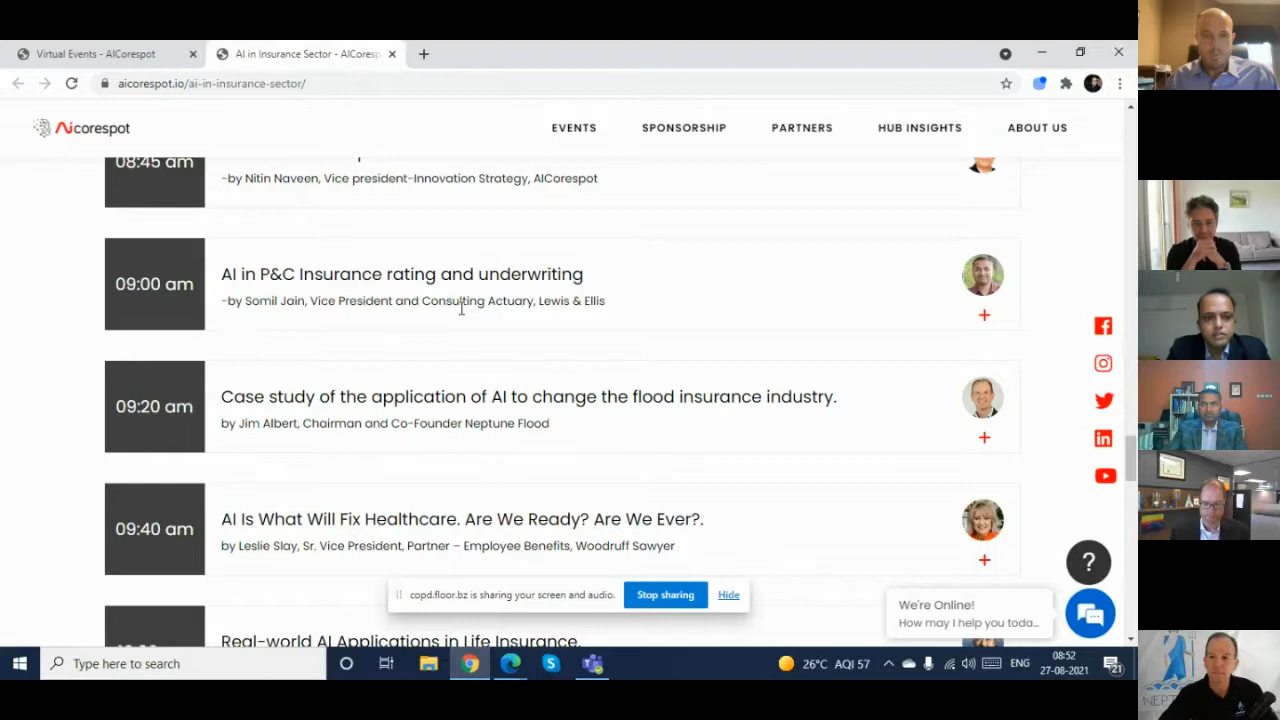 Virtual Events - AICorespot
AI in Insurance Sector - AICoresp
aicorespot.io/ai-in-insurance-sector/
Aicorespot
EVENTS
SPONSORSHIP
PARTNERS
HUB INSIGHTS
ABOUT US
08:45 am
-by Nitin Naveen, Vice president-Innovation Strategy, AICorespot
09:00 am
AI in P&C Insurance rating and underwriting
-by Somil Jain, Vice President and Consulting Actuary, Lewis & Ellis
+
09:20 am
Case study of the application of AI to change the flood insurance industry.
by Jim Albert, Chairman and Co-Founder Neptune Flood
+
09:40 am
AI Is What Will Fix Healthcare. Are We Ready? Are We Ever?.
by Leslie Slay, Sr. Vice President, Partner – Employee Benefits, Woodruff Sawyer
+
?
copd.floor.bz is sharing your screen and audio.
Stop sharing
Hide
We're Online!
How may I help you toda...
Real-world AI Applications in Life Insurance.
Type here to search
26°C AQI 57
ENG
08:52
27-08-2021
21
NEPT